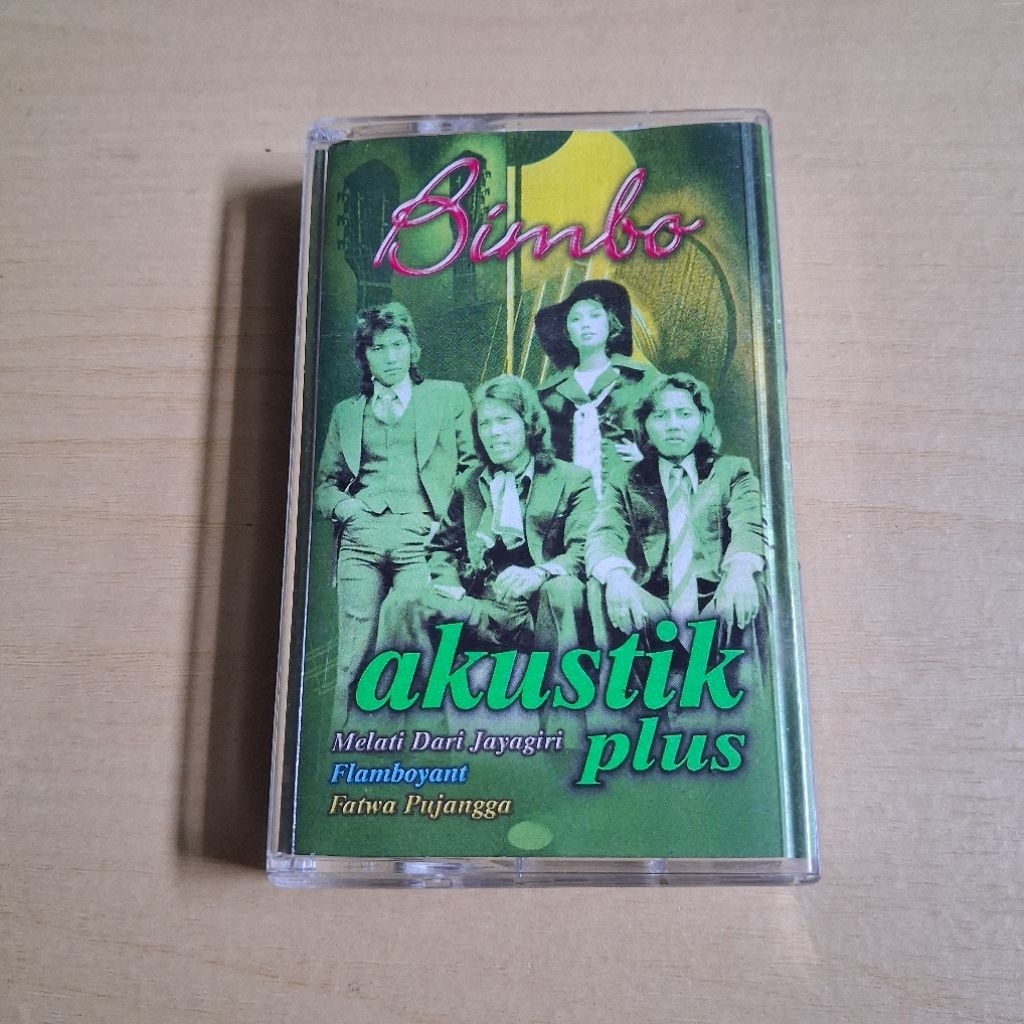 Bimbo
akustik
plus
Melati Dari Jayagiri
Flamboyant
Fatwa Pujangga